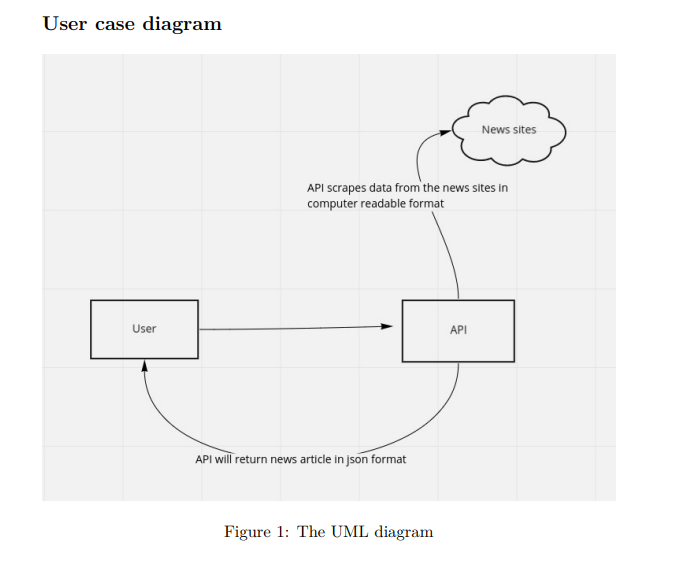 User case diagram
News sites
API scrapes data from the news sites in
computer readable format
User
API
API will return news article in json format
Figure 1: The UML diagram